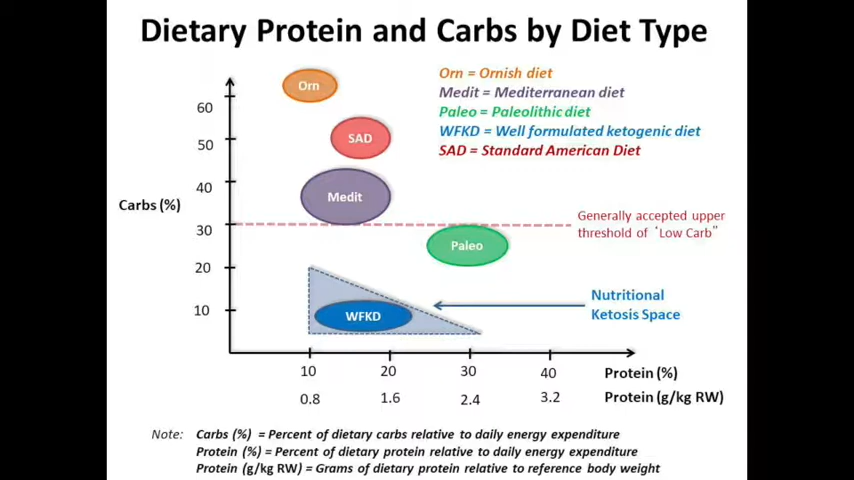 Dietary Protein and Carbs by Diet Type
Orn = Ornish diet
Medit = Mediterranean diet
Paleo = Paleolithic diet
WFKD = Well formulated ketogenic diet
SAD = Standard American Diet
Orn
60
SAD
50
40
Medit
Carbs (%)
Generally accepted upper
threshold of "Low Carb"
30
Paleo
20
Nutritional
Ketosis Space
10
WFKD
10 20 30 40 Protein (%)
0.8 1.6 2.4 3.2 Protein (g/kg RW)
Note: Carbs (%) = Percent of dietary carbs relative to daily energy expenditure
Protein (%) = Percent of dietary protein relative to daily energy expenditure
Protein (g/kg RW) = Grams of dietary protein relative to reference body weight